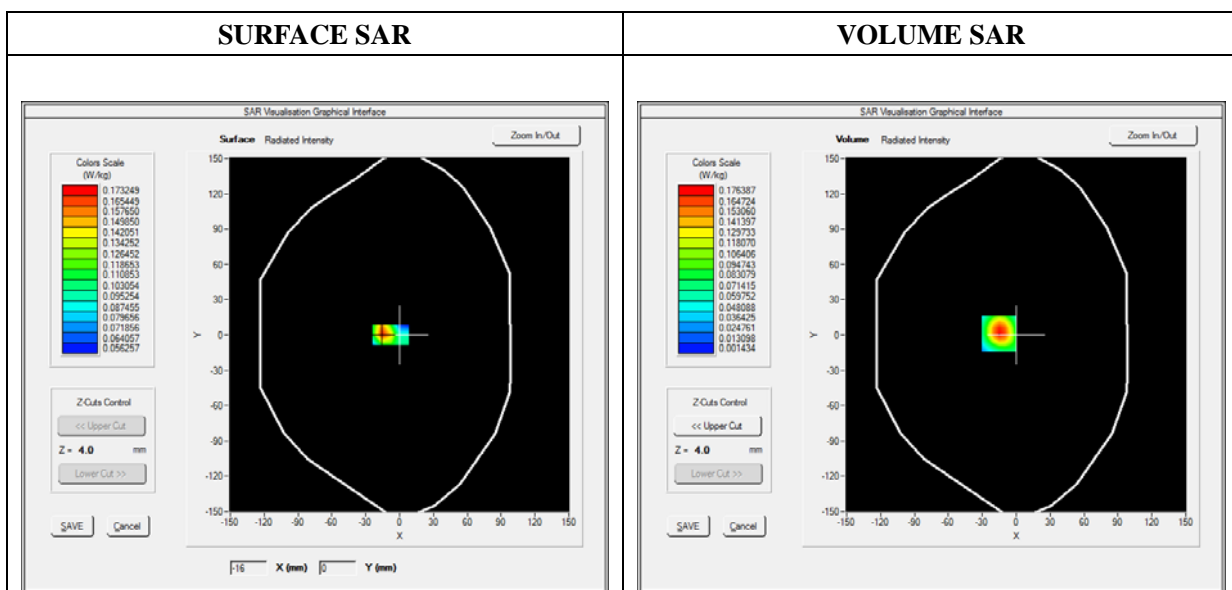 SURFACE SAR
SAR Visualisation Graphical Interface
Surface Radiated Intensity
Zoom In/Out
Colors Scale
(W/kg)
0.173249
0.165449
0.157650
0.149850
0.142051
0.134252
0.126452
0.118653
0.110853
0.103054
0.095254
0.087455
0.079656
0.071856
0.064057
0.056257
Z-Cuts Control
<< Upper Cut
Z = 4.0 mm
Lower Cut >>
SAVE Cancel
150
120
90
60
30
0
-30
-60
-90
-120
-150
Y
-150 -120 -90 -60 -30 0 30 60 90 120 150
X
-16 X (mm) 0 Y (mm)
VOLUME SAR
SAR Visualisation Graphical Interface
Volume Radiated Intensity
Zoom In/Out
Colors Scale
(W/kg)
0.176387
0.164724
0.153060
0.141397
0.129733
0.118070
0.106406
0.094743
0.083079
0.071415
0.059752
0.048088
0.036425
0.024761
0.013098
0.001434
Z-Cuts Control
<< Upper Cut
Z = 4.0 mm
Lower Cut >>
SAVE Cancel
150
120
90
60
30
0
-30
-60
-90
-120
-150
Y
-150 -120 -90 -60 -30 0 30 60 90 120 150
X